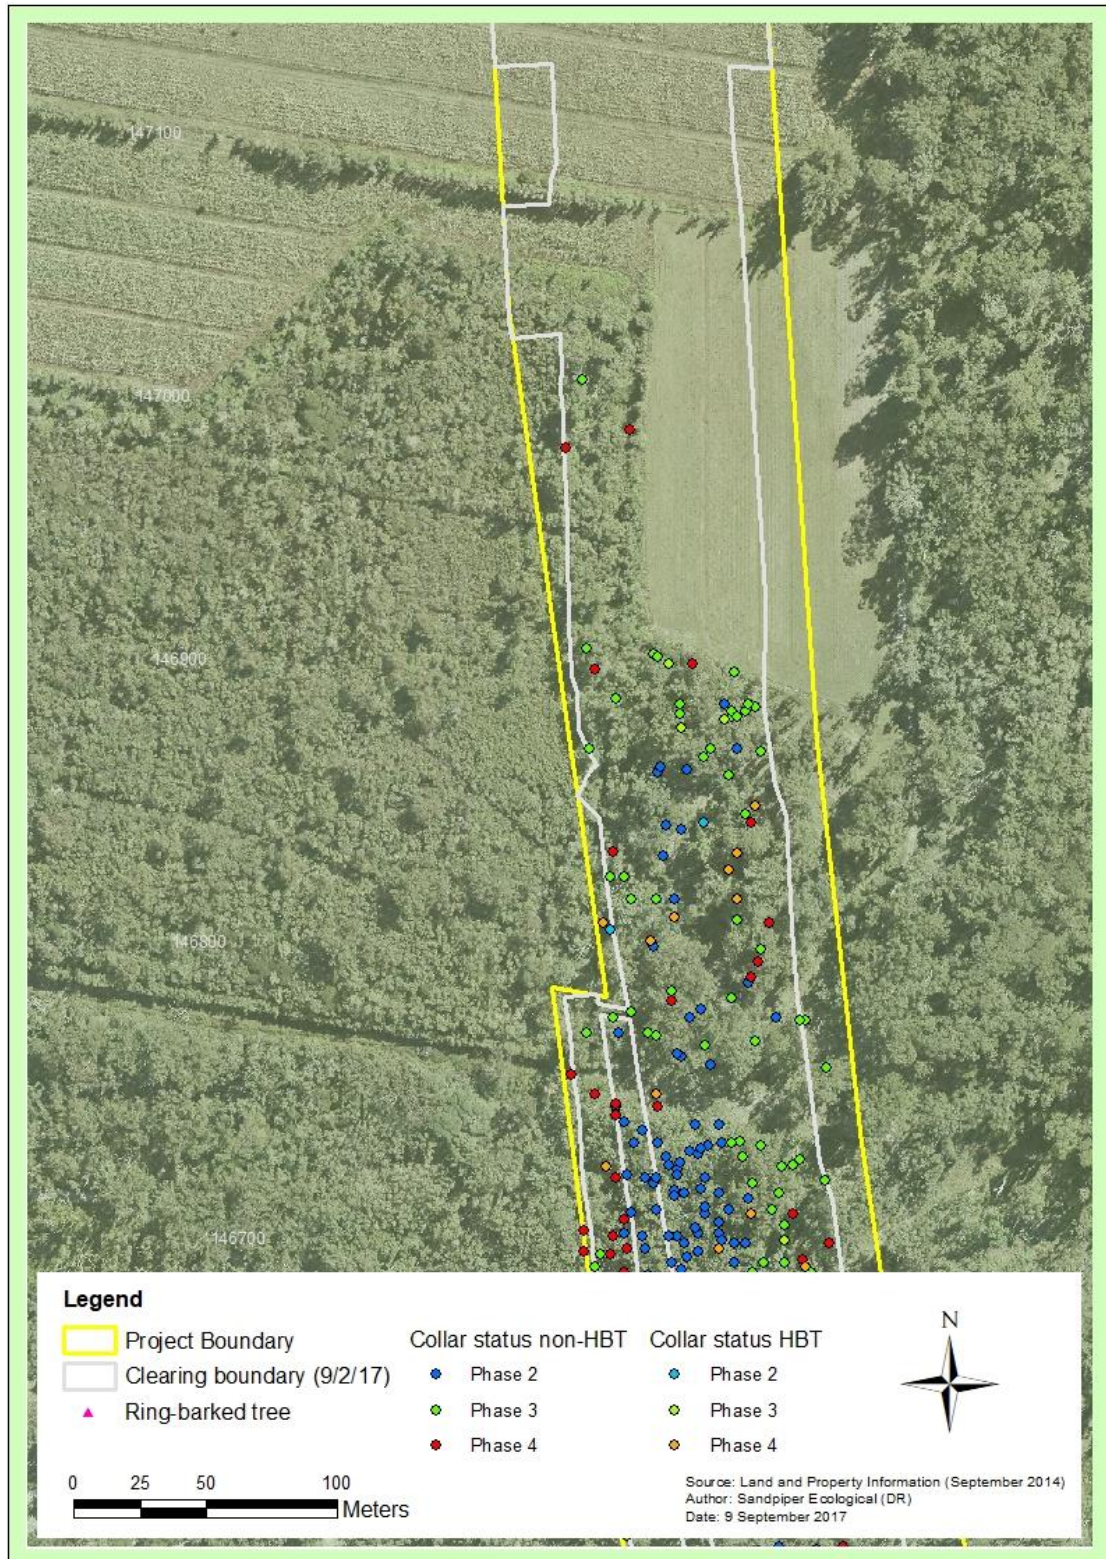 147100
147000
146900
146800
146700
Legend
Project Boundary
Clearing boundary (9/2/17)
Ring-barked tree
Collar status non-HBT
Phase 2
Phase 3
Phase 4
Collar status HBT
Phase 2
Phase 3
Phase 4
N
0 25 50 100
Meters
Source: Land and Property Information (September 2014)
Author: Sandpiper Ecological (DR)
Date: 9 September 2017